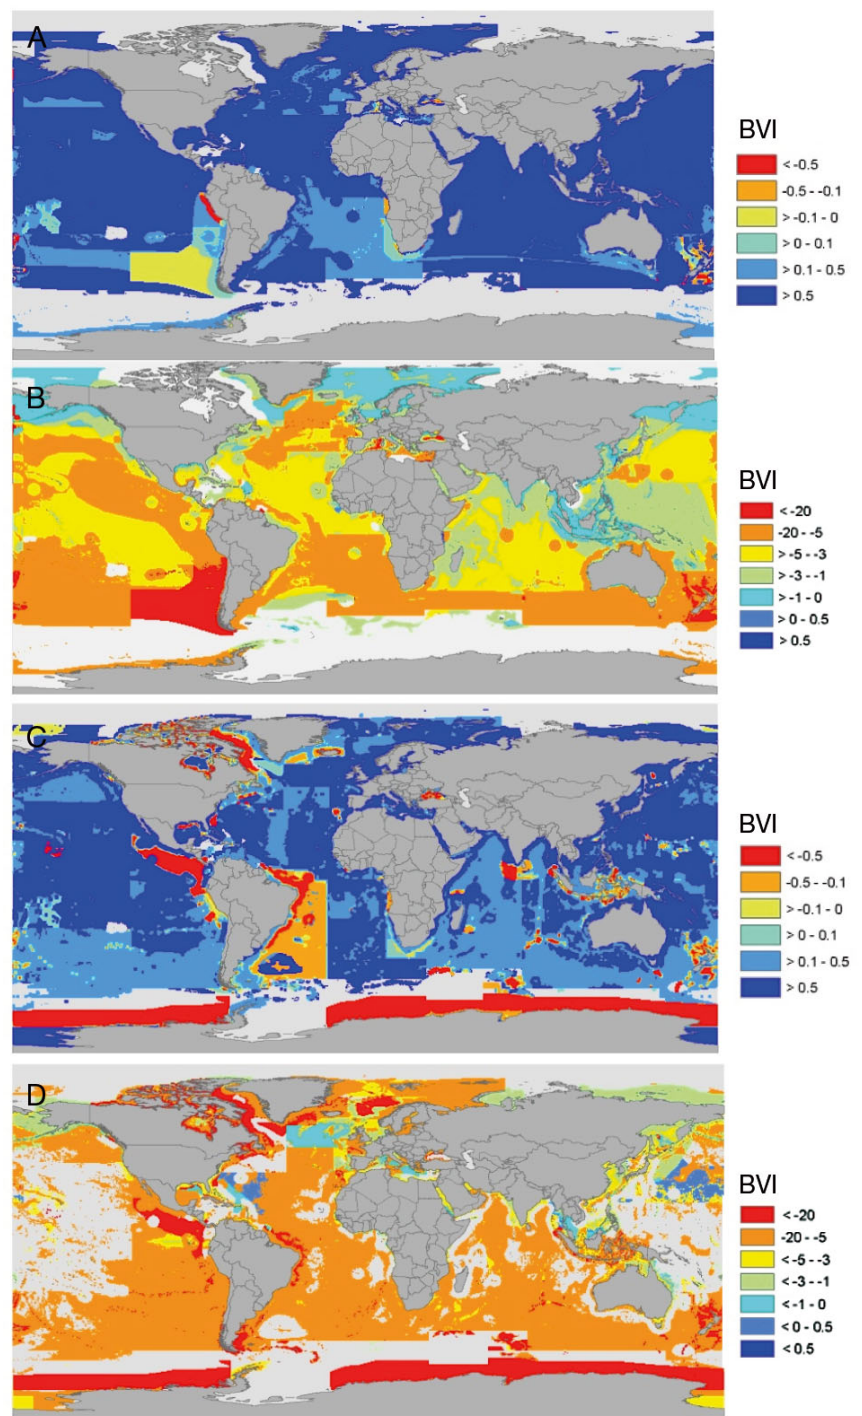 A
BVI
< -0.5
-0.5 - -0.1
> -0.1 - 0
> 0 - 0.1
> 0.1 - 0.5
> 0.5
B
BVI
< -20
-20 - -5
> -5 - -3
> -3 - -1
> -1 - 0
> 0 - 0.5
> 0.5
C
BVI
< -0.5
-0.5 - -0.1
> -0.1 - 0
> 0 - 0.1
> 0.1 - 0.5
> 0.5
D
BVI
< -20
-20 - -5
< -5 - -3
< -3 - -1
< -1 - 0
< 0 - 0.5
< 0.5